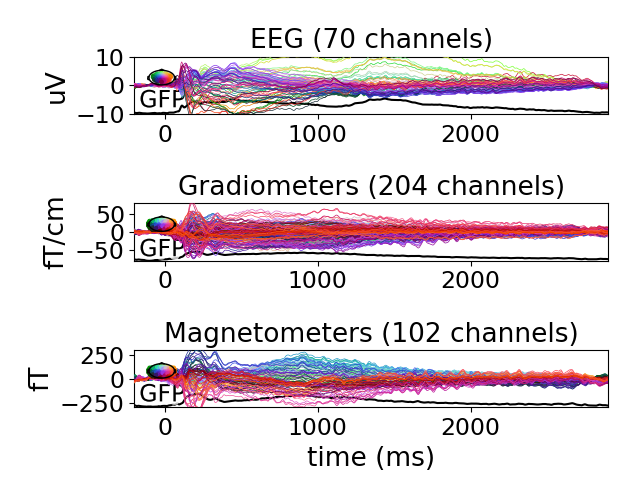 EEG (70 channels)
10
0
−10
uV
GFP
0 1000 2000
Gradiometers (204 channels)
50
0
−50
fT/cm
GFP
0 1000 2000
Magnetometers (102 channels)
250
0
−250
fT
GFP
0 1000 2000
time (ms)